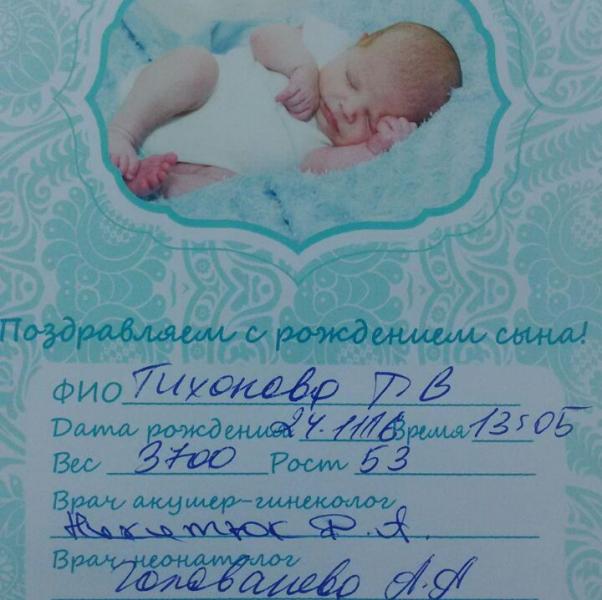 Поздравляем с рождением сына!
ФИО Тихонова Т В
Дата рождения 24.11.16 Время 13:05
Вес 3700 Рост 53
Врач акушер-гинеколог
Никитюк Р.А.
Врач неонатолог
Голованева А.А